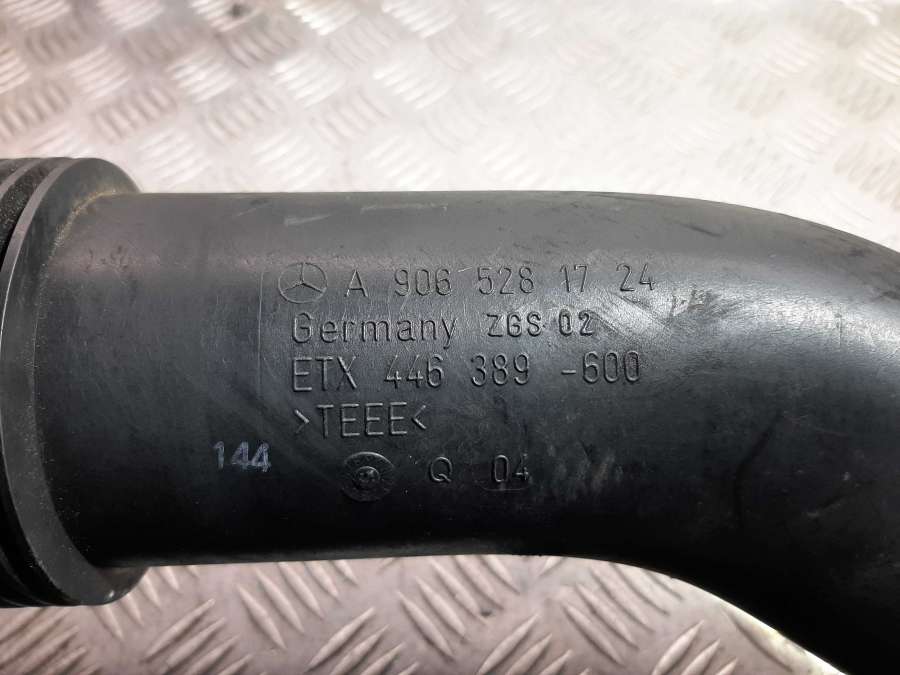 A 906 528 17 24
Germany ZGS 02
ETX 446 389 -600
>TEEE<
144
Q 04